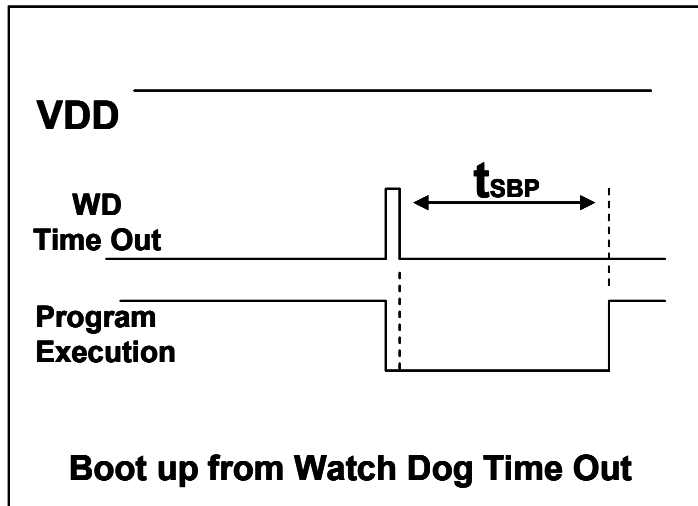 VDD
WD
Time Out
tSBP
Program
Execution
Boot up from Watch Dog Time Out